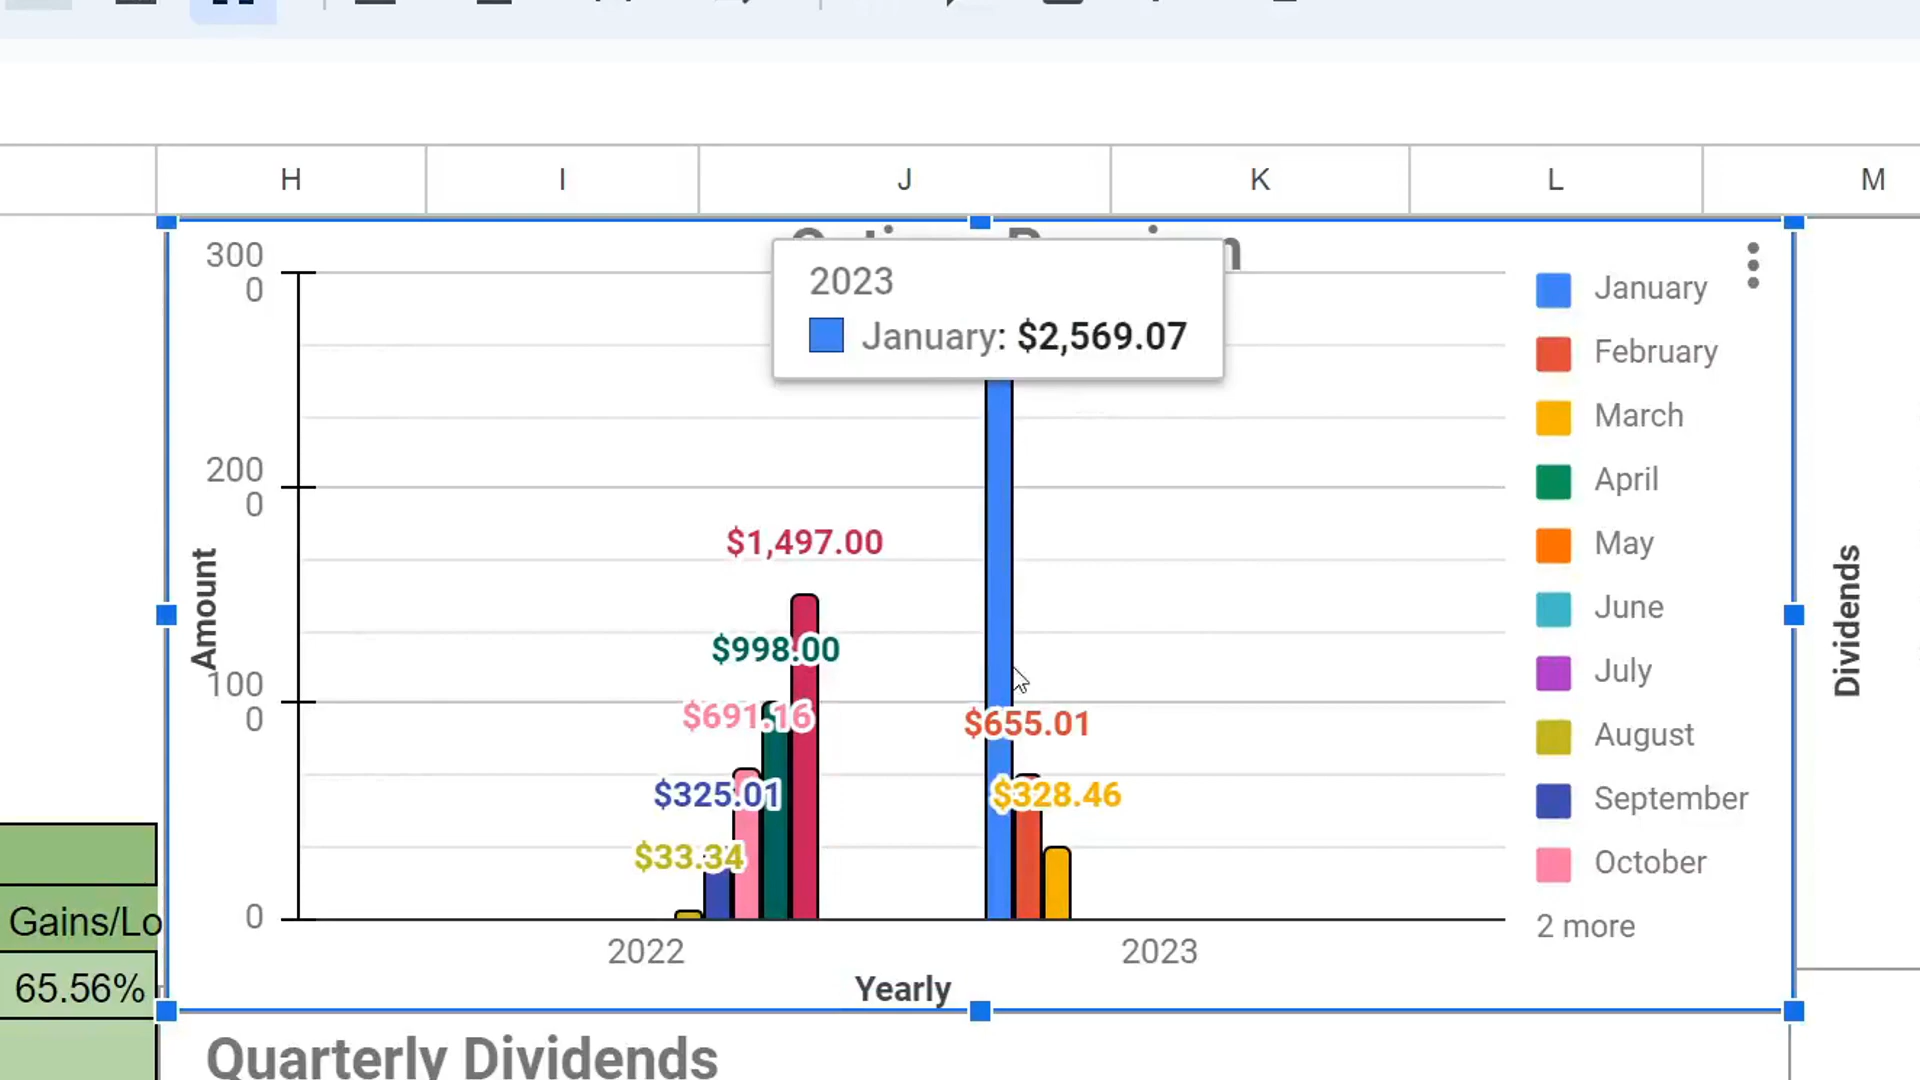 H I J K L M
300
0
2023
January: $2,569.07
200
0
100
0
0
Amount
$1,497.00
$998.00
$691.16
$325.01
$33.34
$655.01
$328.46
2022 2023
Yearly
January
February
March
April
May
June
July
August
September
October
2 more
Dividends
Gains/Lo
65.56%
Quarterly Dividends